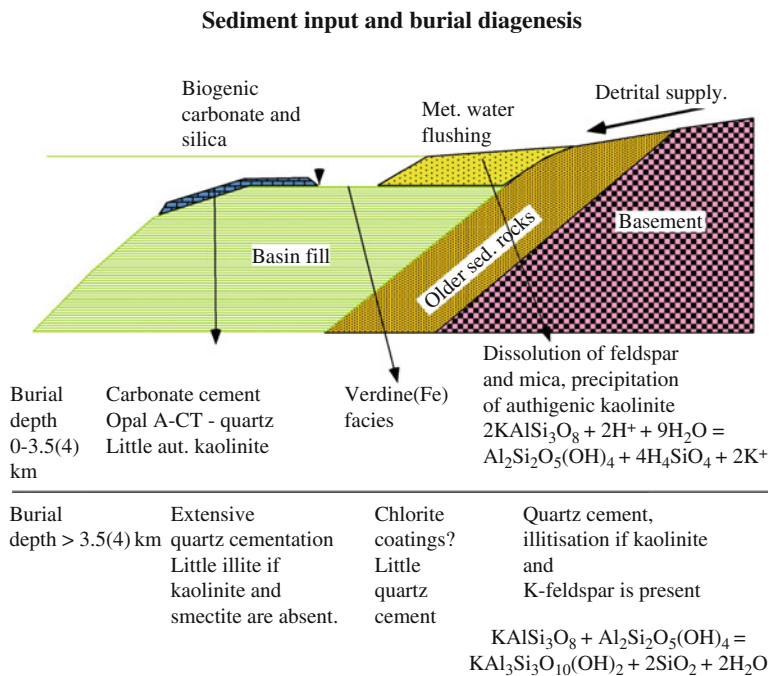 Sediment input and burial diagenesis
Biogenic
carbonate and
silica
Met. water
flushing
Detrital supply.
Basin fill
Older sed. rocks
Basement
Burial
depth
0-3.5(4)
km
Carbonate cement
Opal A-CT - quartz
Little aut. kaolinite
Verdine(Fe)
facies
Dissolution of feldspar
and mica, precipitation
of authigenic kaolinite
2KAlSi₃O₈ + 2H⁺ + 9H₂O =
Al₂Si₂O₅(OH)₄ + 4H₄SiO₄ + 2K⁺
Burial
depth > 3.5(4) km
Extensive
quartz cementation
Little illite if
kaolinite and
smectite are absent.
Chlorite
coatings?
Little
quartz
cement
Quartz cement,
illitisation if kaolinite
and
K-feldspar is present
KAlSi₃O₈ + Al₂Si₂O₅(OH)₄ =
KAl₃Si₃O₁₀(OH)₂ + 2SiO₂ + 2H₂O